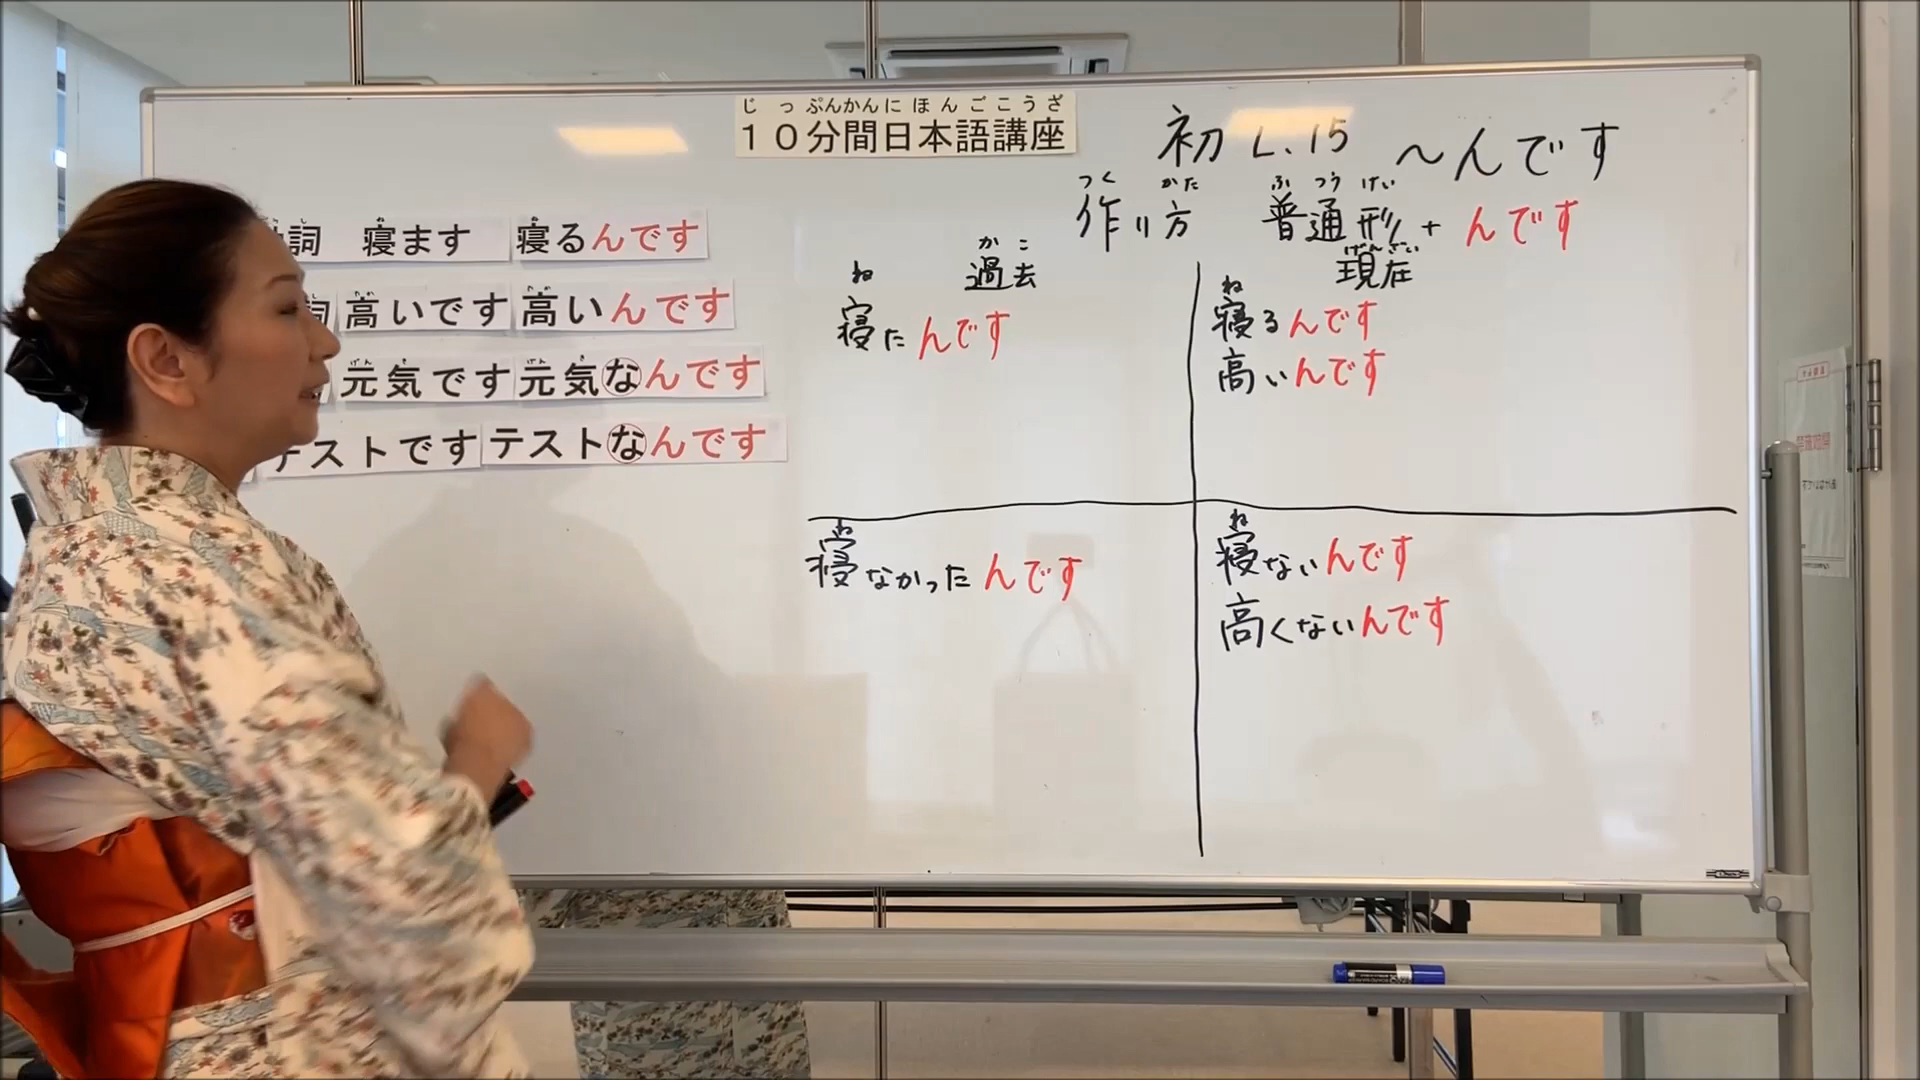 じっぷんかんにほんごこうざ
10分間日本語講座
初 L.15 ～んです
つく かた ふつうけい
作り方 普通形+んです
詞 寝ます 寝るんです
詞 高いです 高いんです
元気です 元気なんです
テストです テストなんです
かこ
過去
ね
寝たんです
げんざい
現在
ね
寝るんです
高いんです
ね
寝なかったんです
ね
寝ないんです
高くないんです